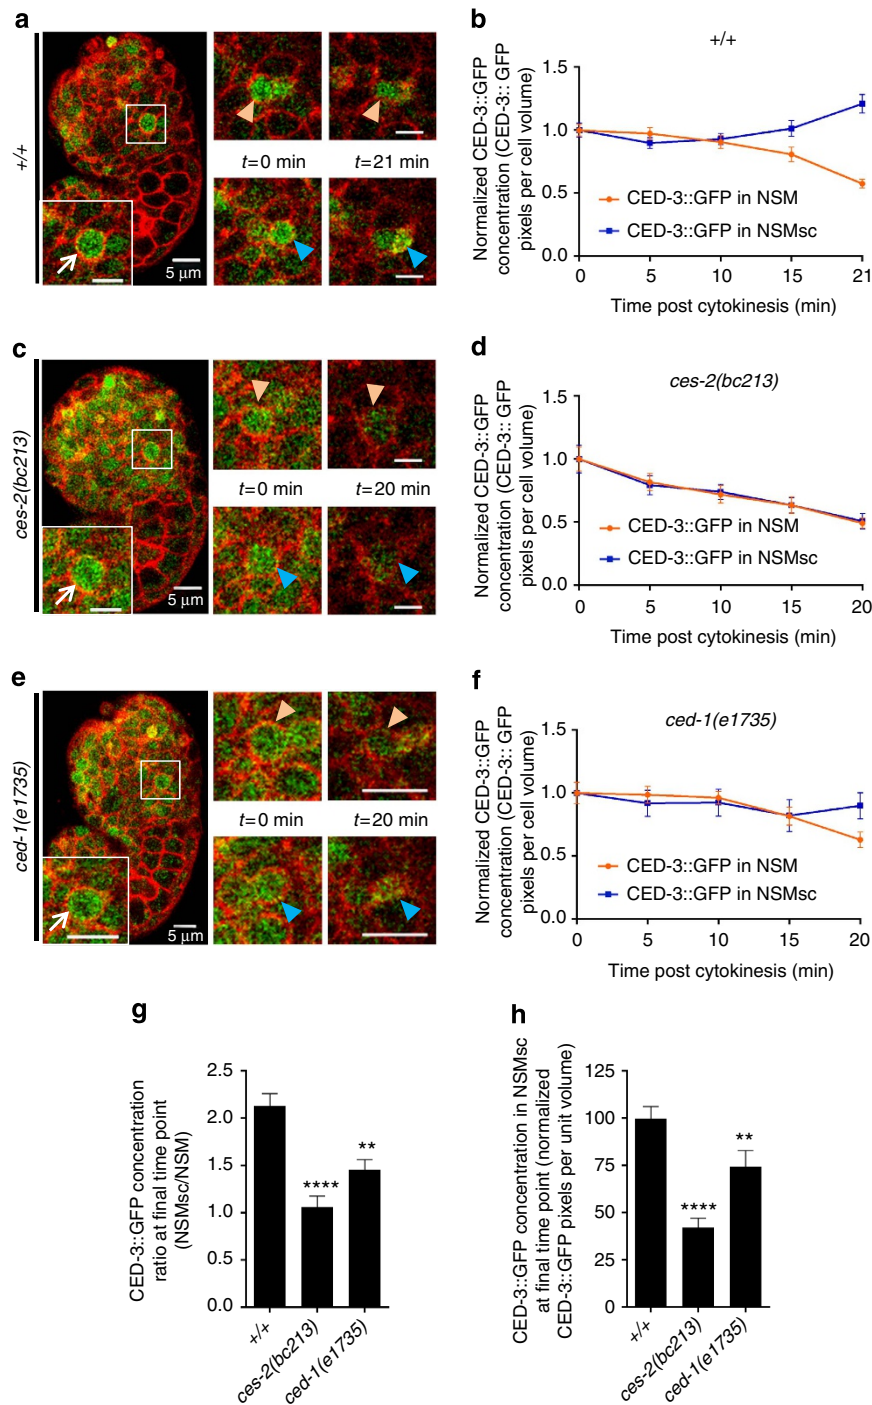 a
+/+
t=0 min
t=21 min
5 μm
b
+/+
Normalized CED-3::GFP
concentration (CED-3:: GFP
pixels per cell volume)
1.5
1.0
0.5
0.0
CED-3::GFP in NSM
CED-3::GFP in NSMsc
0
5
10
15
21
Time post cytokinesis (min)
c
ces-2(bc213)
t=0 min
t=20 min
5 μm
d
ces-2(bc213)
Normalized CED-3::GFP
concentration (CED-3:: GFP
pixels per cell volume)
1.5
1.0
0.5
0.0
CED-3::GFP in NSM
CED-3::GFP in NSMsc
0
5
10
15
20
Time post cytokinesis (min)
e
ced-1(e1735)
t=0 min
t=20 min
5 μm
f
ced-1(e1735)
Normalized CED-3::GFP
concentration (CED-3:: GFP
pixels per cell volume)
1.5
1.0
0.5
0.0
CED-3::GFP in NSM
CED-3::GFP in NSMsc
0
5
10
15
20
Time post cytokinesis (min)
g
CED-3::GFP concentration
ratio at final time point
(NSMsc/NSM)
2.5
2.0
1.5
1.0
0.5
0.0
****
**
+/+
ces-2(bc213)
ced-1(e1735)
h
CED-3::GFP concentration in NSMsc
at final time point (normalized
CED-3::GFP pixels per unit volume)
125
100
75
50
25
0
****
**
+/+
ces-2(bc213)
ced-1(e1735)